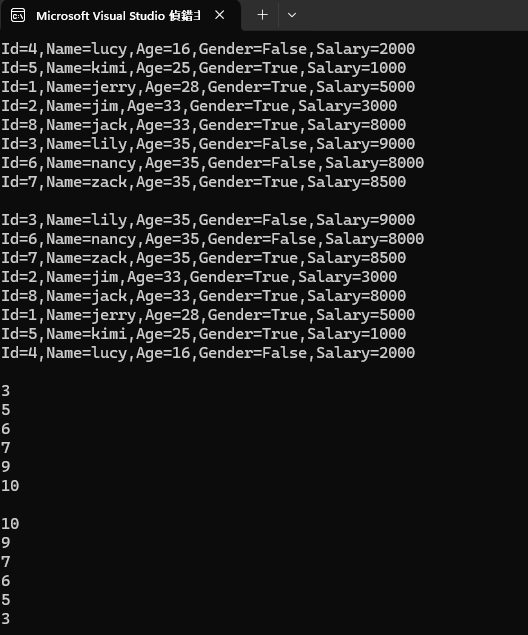 Microsoft Visual Studio 偵錯主
Id=4,Name=lucy,Age=16,Gender=False,Salary=2000
Id=5,Name=kimi,Age=25,Gender=True,Salary=1000
Id=1,Name=jerry,Age=28,Gender=True,Salary=5000
Id=2,Name=jim,Age=33,Gender=True,Salary=3000
Id=8,Name=jack,Age=33,Gender=True,Salary=8000
Id=3,Name=lily,Age=35,Gender=False,Salary=9000
Id=6,Name=nancy,Age=35,Gender=False,Salary=8000
Id=7,Name=zack,Age=35,Gender=True,Salary=8500
Id=3,Name=lily,Age=35,Gender=False,Salary=9000
Id=6,Name=nancy,Age=35,Gender=False,Salary=8000
Id=7,Name=zack,Age=35,Gender=True,Salary=8500
Id=2,Name=jim,Age=33,Gender=True,Salary=3000
Id=8,Name=jack,Age=33,Gender=True,Salary=8000
Id=1,Name=jerry,Age=28,Gender=True,Salary=5000
Id=5,Name=kimi,Age=25,Gender=True,Salary=1000
Id=4,Name=lucy,Age=16,Gender=False,Salary=2000
3
5
6
7
9
10
10
9
7
6
5
3